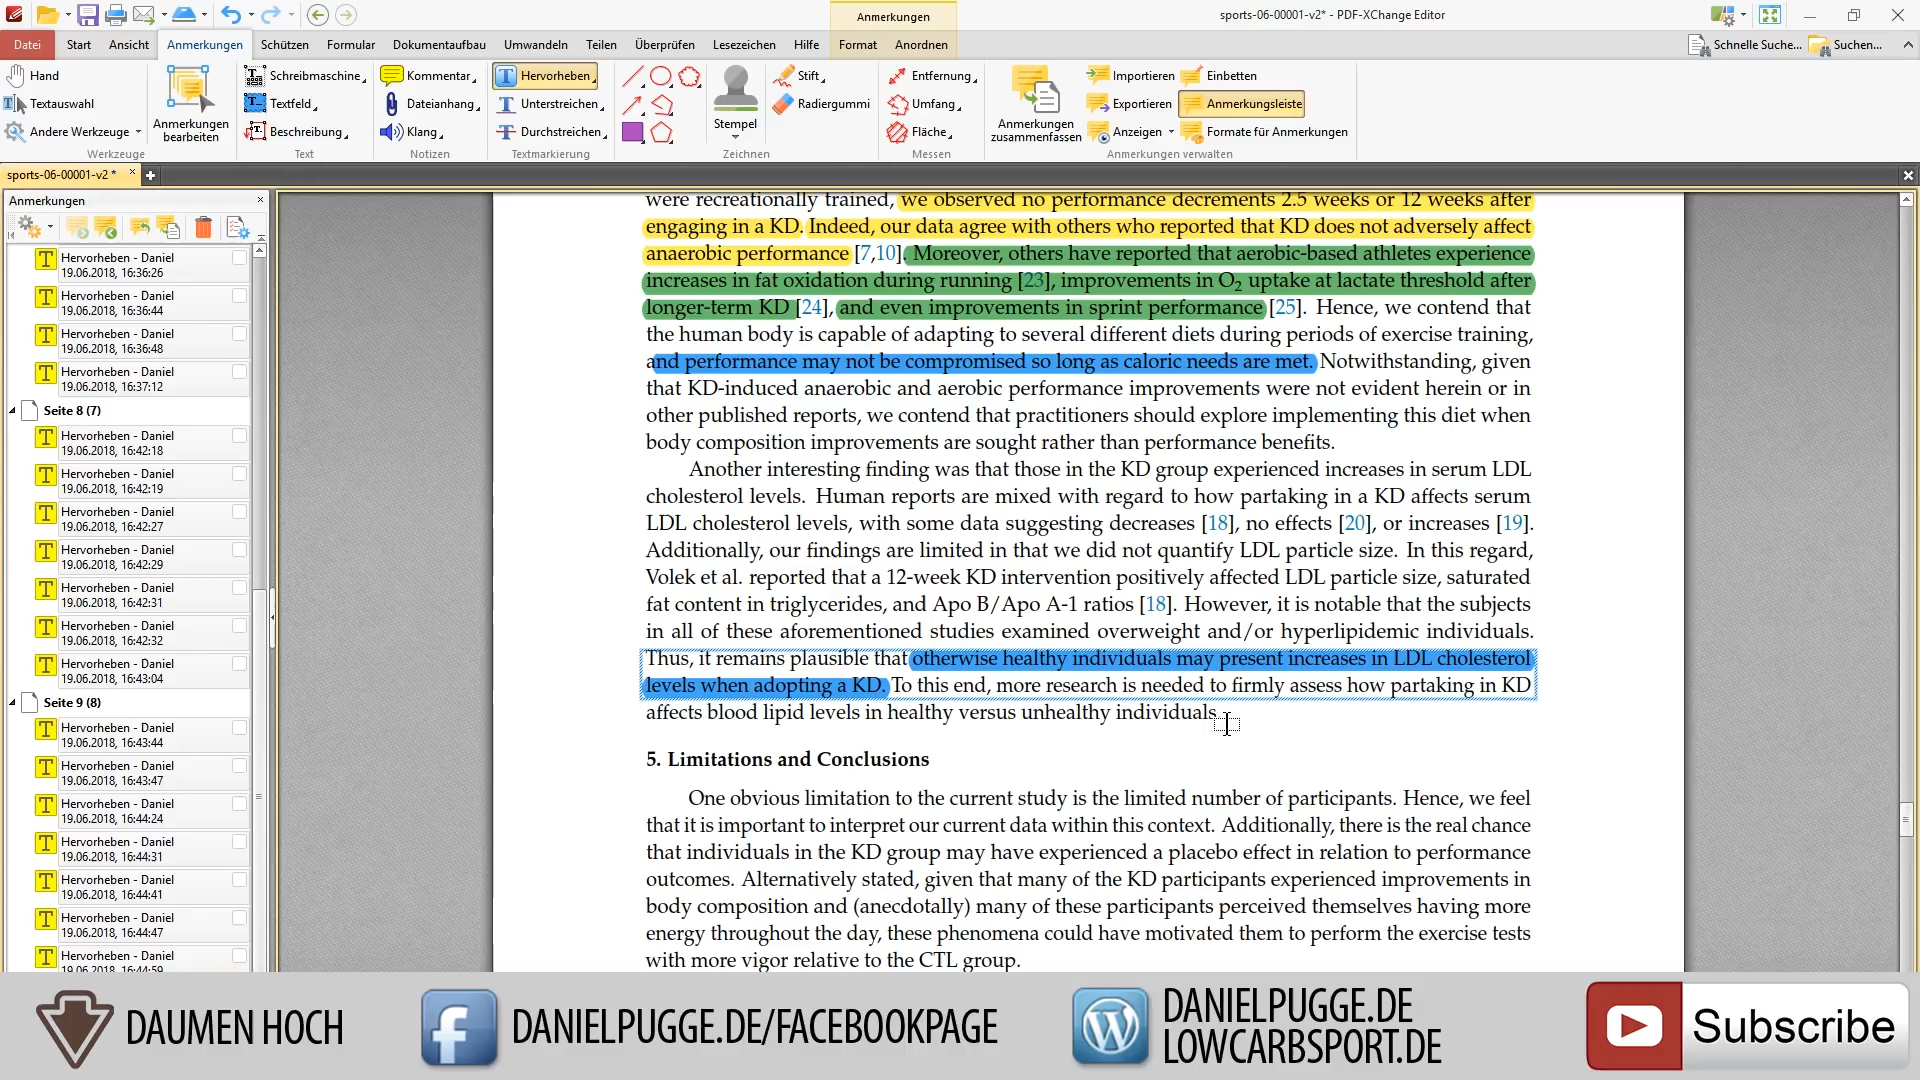 Anmerkungen
sports-06-00001-v2* - PDF-XChange Editor
Datei Start Ansicht Anmerkungen Schützen Formular Dokumentaufbau Umwandeln Teilen Überprüfen Lesezeichen Hilfe Format Anordnen Schnelle Suche... Suchen...
Hand
Textauswahl
Andere Werkzeuge
Anmerkungen
bearbeiten
Werkzeuge
Schreibmaschine
Textfeld
Beschreibung
Text
Kommentar
Dateianhang
Klang
Notizen
Hervorheben
Unterstreichen
Durchstreichen
Textmarkierung
Stempel
Stift
Radiergummi
Zeichnen
Entfernung
Umfang
Fläche
Messen
Anmerkungen
zusammenfassen
Importieren
Exportieren
Anzeigen
Einbetten
Anmerkungsleiste
Formate für Anmerkungen
Anmerkungen verwalten
sports-06-00001-v2 *
Anmerkungen
Hervorheben - Daniel
19.06.2018, 16:36:26
Hervorheben - Daniel
19.06.2018, 16:36:44
Hervorheben - Daniel
19.06.2018, 16:36:48
Hervorheben - Daniel
19.06.2018, 16:37:12
Seite 8 (7)
Hervorheben - Daniel
19.06.2018, 16:42:18
Hervorheben - Daniel
19.06.2018, 16:42:19
Hervorheben - Daniel
19.06.2018, 16:42:27
Hervorheben - Daniel
19.06.2018, 16:42:29
Hervorheben - Daniel
19.06.2018, 16:42:31
Hervorheben - Daniel
19.06.2018, 16:42:32
Hervorheben - Daniel
19.06.2018, 16:43:04
Seite 9 (8)
Hervorheben - Daniel
19.06.2018, 16:43:44
Hervorheben - Daniel
19.06.2018, 16:43:47
Hervorheben - Daniel
19.06.2018, 16:44:24
Hervorheben - Daniel
19.06.2018, 16:44:31
Hervorheben - Daniel
19.06.2018, 16:44:41
Hervorheben - Daniel
19.06.2018, 16:44:47
Hervorheben - Daniel
19.06.2018, 16:44:59
were recreationally trained, we observed no performance decrements 2.5 weeks or 12 weeks after
engaging in a KD. Indeed, our data agree with others who reported that KD does not adversely affect
anaerobic performance [7,10]. Moreover, others have reported that aerobic-based athletes experience
increases in fat oxidation during running [23], improvements in O2 uptake at lactate threshold after
longer-term KD [24], and even improvements in sprint performance [25]. Hence, we contend that
the human body is capable of adapting to several different diets during periods of exercise training,
and performance may not be compromised so long as caloric needs are met. Notwithstanding, given
that KD-induced anaerobic and aerobic performance improvements were not evident herein or in
other published reports, we contend that practitioners should explore implementing this diet when
body composition improvements are sought rather than performance benefits.
Another interesting finding was that those in the KD group experienced increases in serum LDL
cholesterol levels. Human reports are mixed with regard to how partaking in a KD affects serum
LDL cholesterol levels, with some data suggesting decreases [18], no effects [20], or increases [19].
Additionally, our findings are limited in that we did not quantify LDL particle size. In this regard,
Volek et al. reported that a 12-week KD intervention positively affected LDL particle size, saturated
fat content in triglycerides, and Apo B/Apo A-1 ratios [18]. However, it is notable that the subjects
in all of these aforementioned studies examined overweight and/or hyperlipidemic individuals.
Thus, it remains plausible that otherwise healthy individuals may present increases in LDL cholesterol
levels when adopting a KD. To this end, more research is needed to firmly assess how partaking in KD
affects blood lipid levels in healthy versus unhealthy individuals.
5. Limitations and Conclusions
One obvious limitation to the current study is the limited number of participants. Hence, we feel
that it is important to interpret our current data within this context. Additionally, there is the real chance
that individuals in the KD group may have experienced a placebo effect in relation to performance
outcomes. Alternatively stated, given that many of the KD participants experienced improvements in
body composition and (anecdotally) many of these participants perceived themselves having more
energy throughout the day, these phenomena could have motivated them to perform the exercise tests
with more vigor relative to the CTL group.
DAUMEN HOCH
DANIELPUGGE.DE/FACEBOOKPAGE
DANIELPUGGE.DE
LOWCARBSPORT.DE
Subscribe